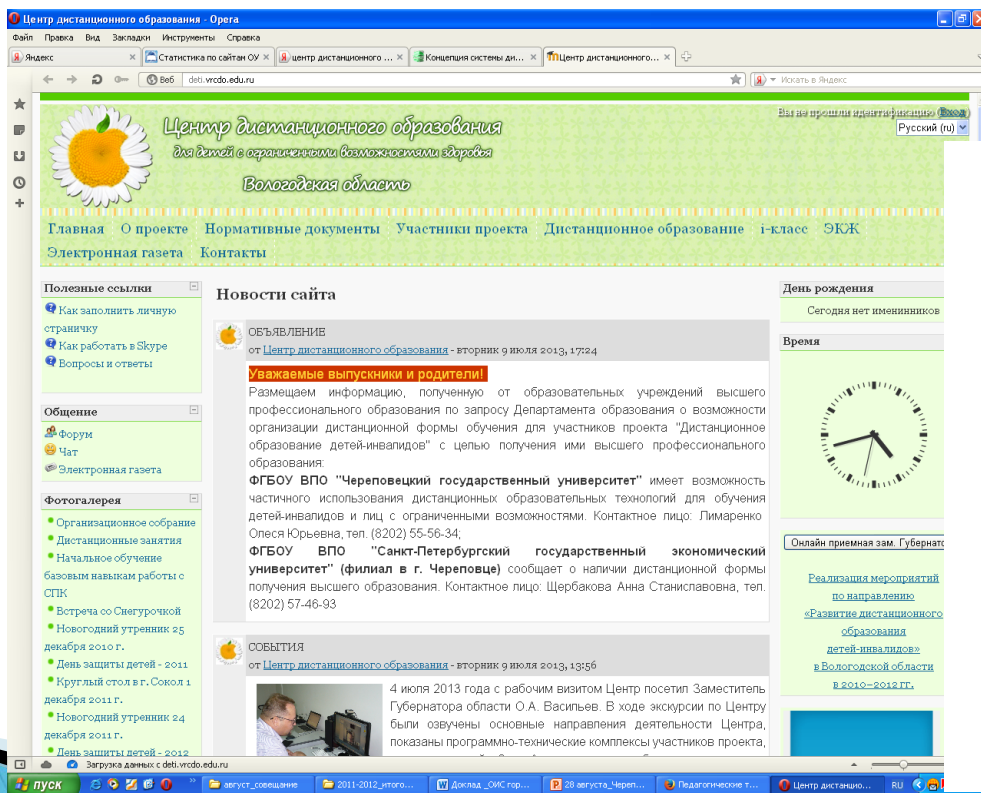 Центр дистанционного образования - Opera
Файл Правка Вид Закладки Инструменты Справка
Яндекс
Статистика по сайтам ОУ
центр дистанционного ...
Концепция системы ди...
Центр дистанционного...
Веб deti.vrcdo.edu.ru
Искать в Яндекс
Вы не прошли идентификацию (Вход)
Русский (ru)
Центр дистанционного образования
для детей с ограниченными возможностями здоровья
Вологодская область
Главная О проекте Нормативные документы Участники проекта Дистанционное образование i-класс ЭКЖ
Электронная газета Контакты
Полезные ссылки
Как заполнить личную
страничку
Как работать в Skype
Вопросы и ответы
Общение
Форум
Чат
Электронная газета
Фотогалерея
Организационное собрание
Дистанционные занятия
Начальное обучение
базовым навыкам работы с
СПК
Встреча со Снегурочкой
Новогодний утренник 25
декабря 2010 г.
День защиты детей - 2011
Круглый стол в г. Сокол 1
декабря 2011 г.
Новогодний утренник 24
декабря 2011 г.
День защиты детей - 2012
Новости сайта
ОБЪЯВЛЕНИЕ
от Центр дистанционного образования - вторник 9 июля 2013, 17:24
Уважаемые выпускники и родители!
Размещаем информацию, полученную от образовательных учреждений высшего
профессионального образования по запросу Департамента образования о возможности
организации дистанционной формы обучения для участников проекта "Дистанционное
образование детей-инвалидов" с целью получения ими высшего профессионального
образования:
ФГБОУ ВПО "Череповецкий государственный университет" имеет возможность
частичного использования дистанционных образовательных технологий для обучения
детей-инвалидов и лиц с ограниченными возможностями. Контактное лицо: Лимаренко
Олеся Юрьевна, тел. (8202) 55-56-34;
ФГБОУ ВПО "Санкт-Петербургский государственный экономический
университет" (филиал в г. Череповце) сообщает о наличии дистанционной формы
получения высшего образования. Контактное лицо: Щербакова Анна Станиславовна, тел.
(8202) 57-46-93
СОБЫТИЯ
от Центр дистанционного образования - вторник 9 июля 2013, 13:56
4 июля 2013 года с рабочим визитом Центр посетил Заместитель
Губернатора области О.А. Васильев. В ходе экскурсии по Центру
были озвучены основные направления деятельности Центра,
показаны программно-технические комплексы участников проекта,
День рождения
Сегодня нет именинников
Время
Онлайн приемная зам. Губернато
Реализация мероприятий
по направлению
«Развитие дистанционного
образования
детей-инвалидов»
в Вологодской области
в 2010–2012 гг.
Загрузка данных с deti.vrcdo.edu.ru
пуск
август_совещание
2011-2012_итого...
Доклад _ОИС гор...
28 августа_Череп...
Педагогические т...
Центр дистанцио...
RU